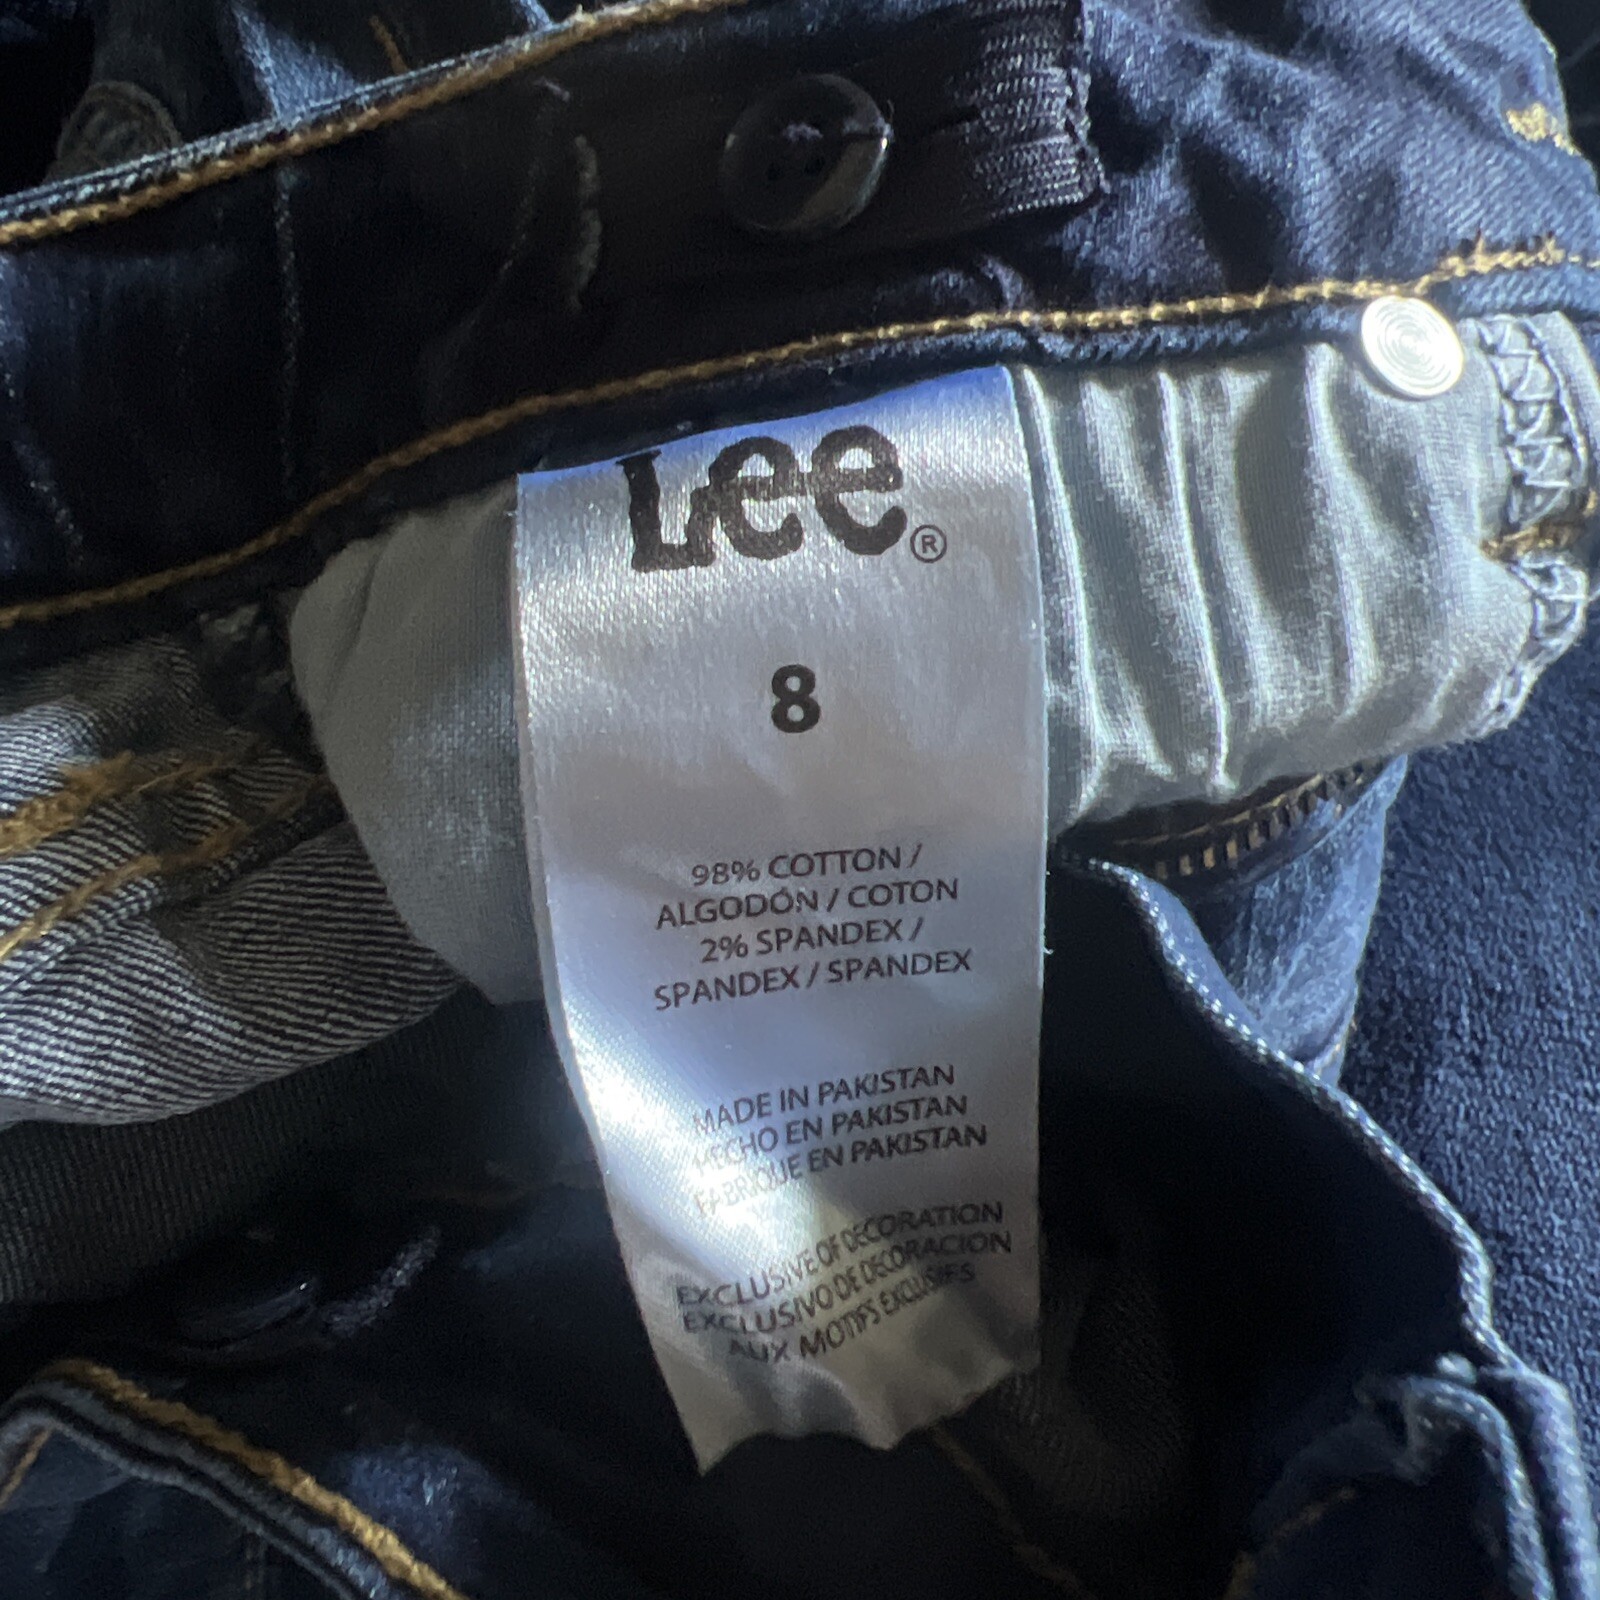 Lee®
8
98% COTTON /
ALGODÓN / COTON
2% SPANDEX /
SPANDEX / SPANDEX
MADE IN PAKISTAN
HECHO EN PAKISTAN
FABRIQUE EN PAKISTAN
EXCLUSIVE OF DECORATION
EXCLUSIVO DE DECORACION
AUX MOTIFS EXCLUSIFS